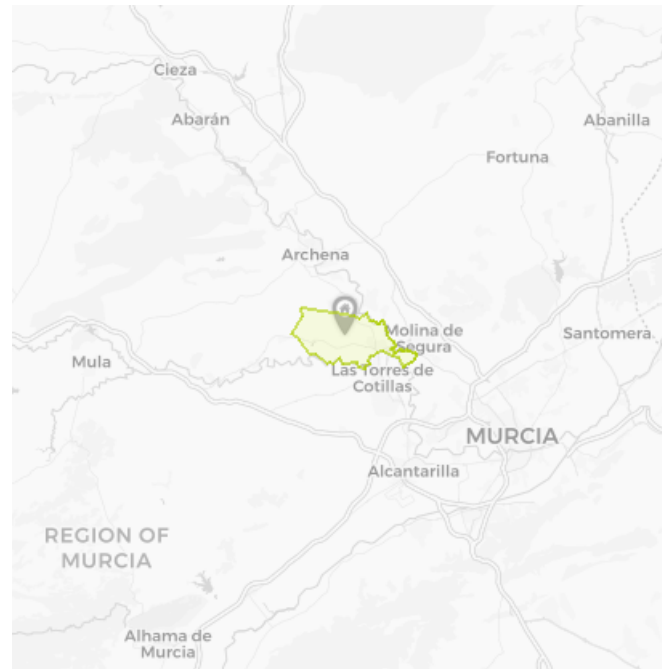 Cieza
Abarán
Abanilla
Fortuna
Archena
Molina de
Segura
Santomera
Mula
Las Torres de
Cotillas
MURCIA
Alcantarilla
REGION OF
MURCIA
Alhama de
Murcia